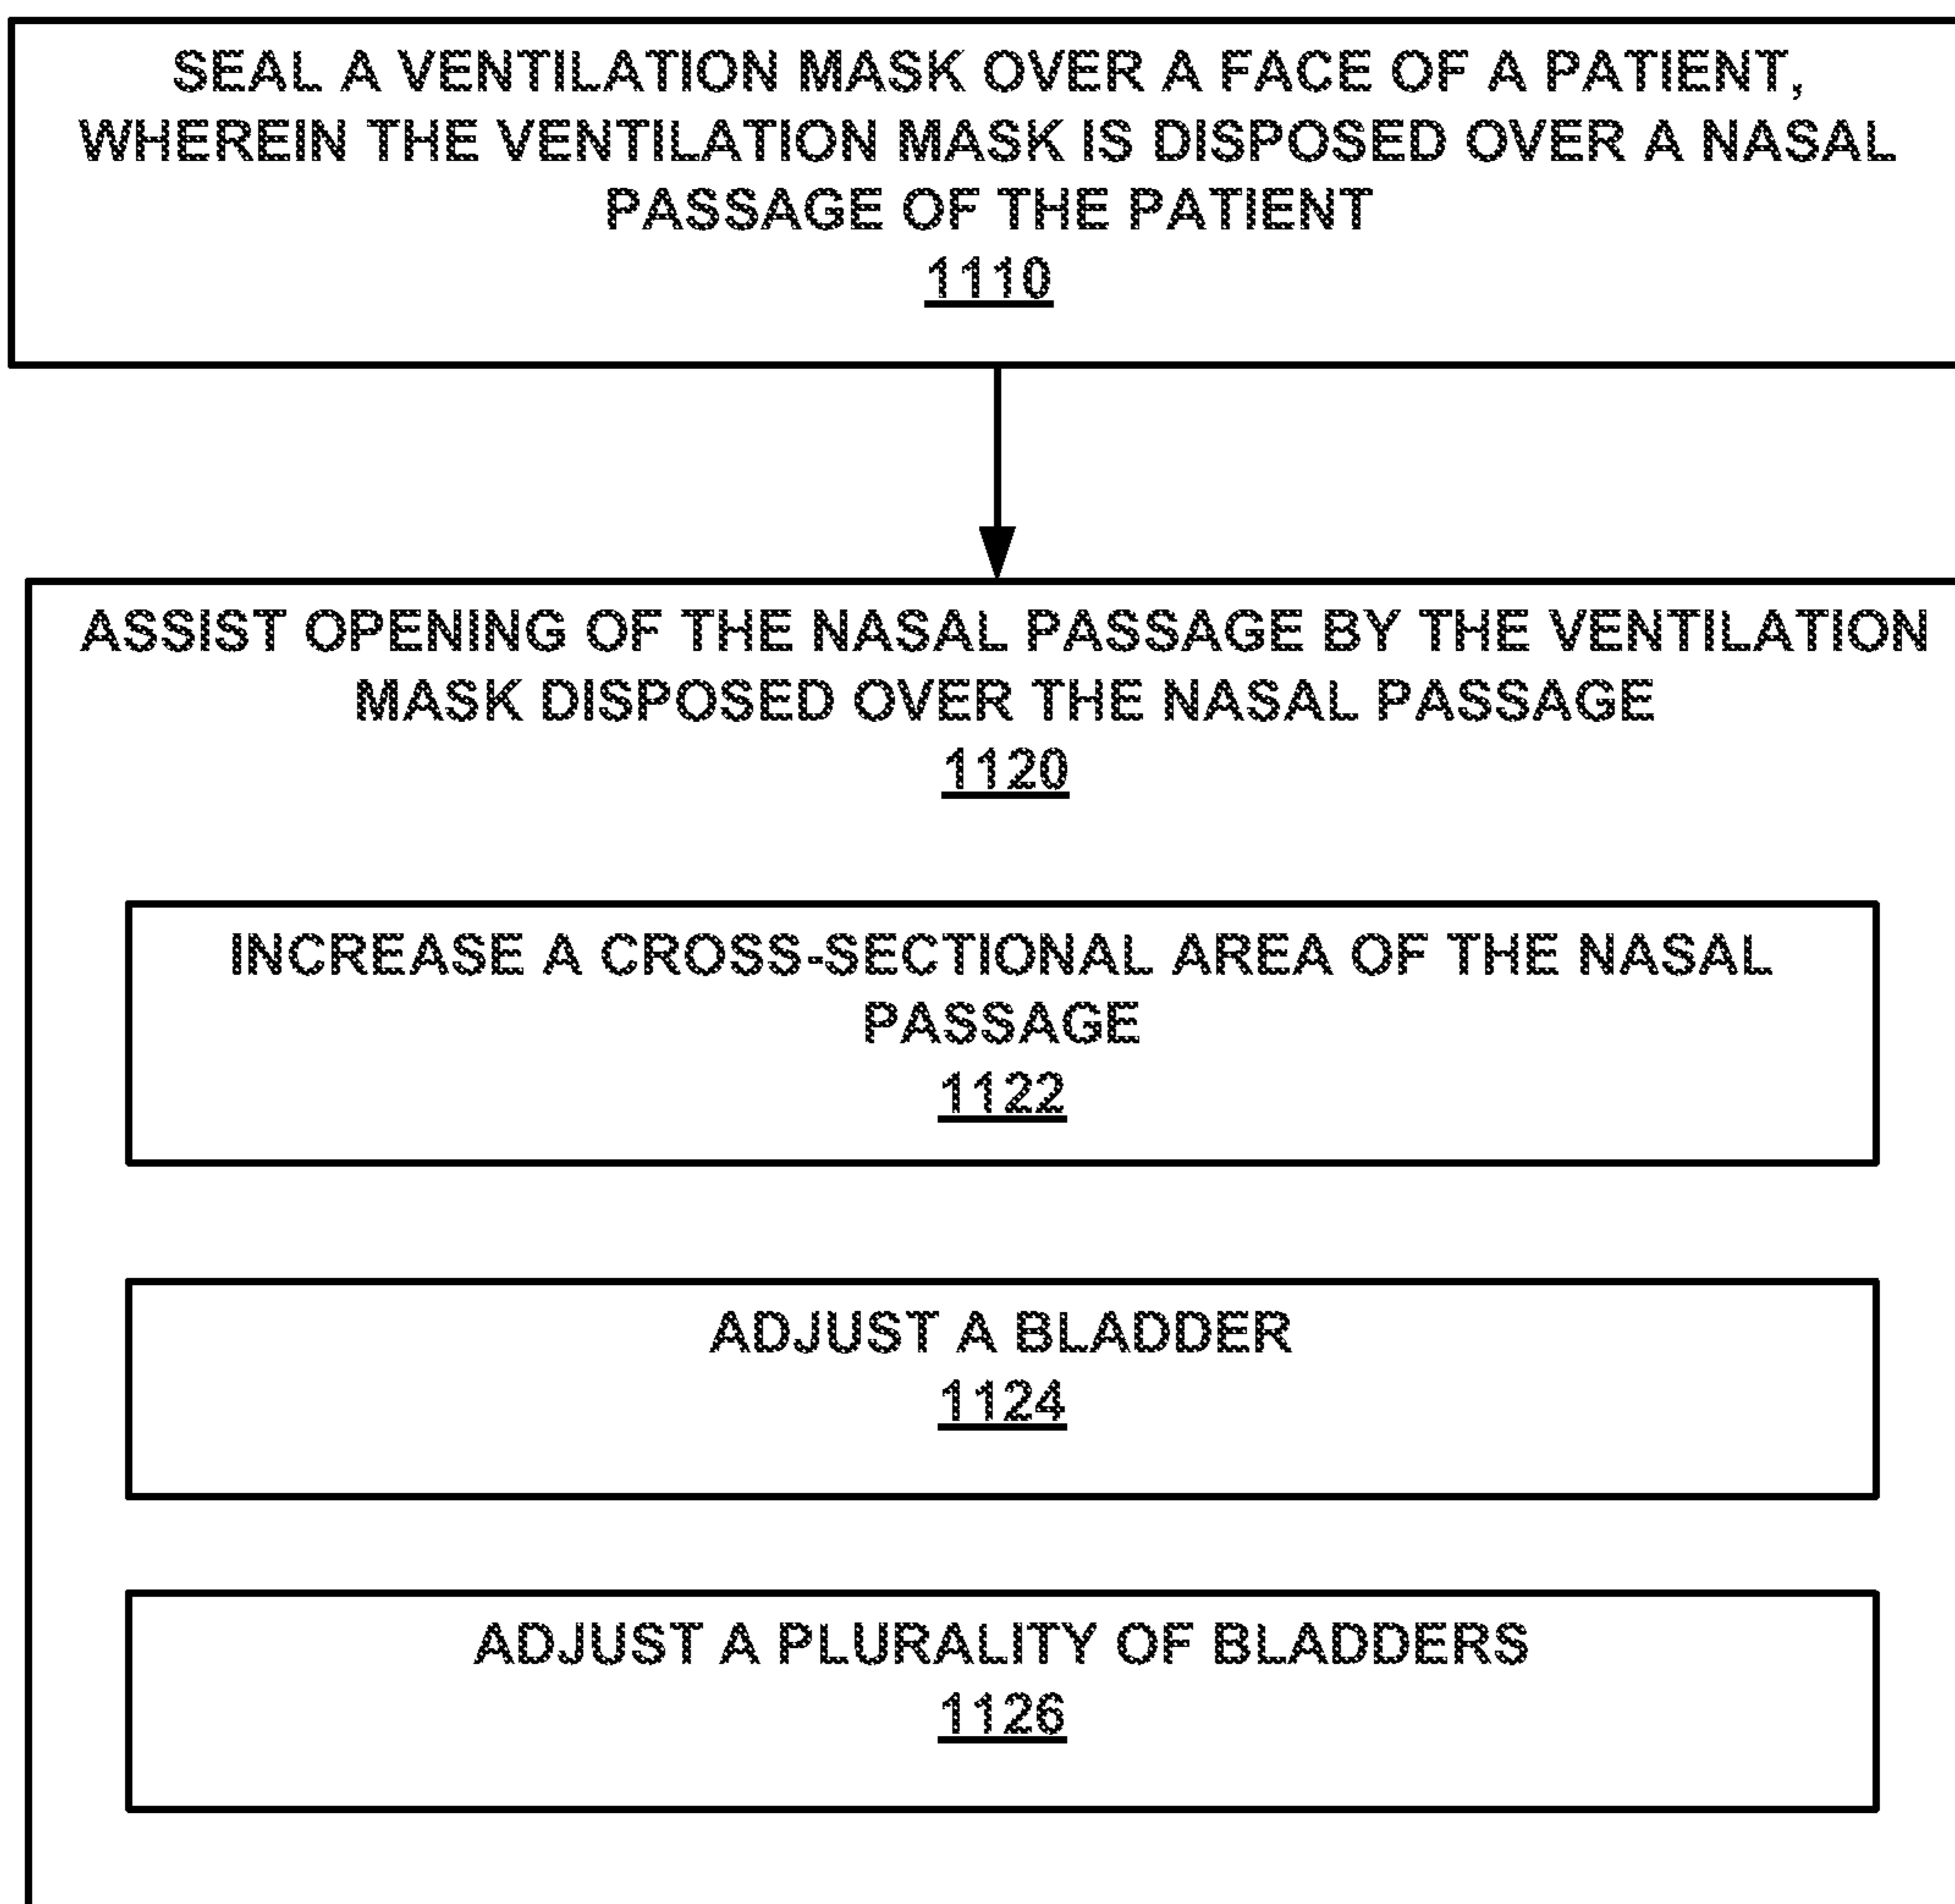 SEAL A VENTILATION MASK OVER A FACE OF A PATIENT,
WHEREIN THE VENTILATION MASK IS DISPOSED OVER A NASAL
PASSAGE OF THE PATIENT
1110
ASSIST OPENING OF THE NASAL PASSAGE BY THE VENTILATION
MASK DISPOSED OVER THE NASAL PASSAGE
1120
INCREASE A CROSS-SECTIONAL AREA OF THE NASAL
PASSAGE
1122
ADJUST A BLADDER
1124
ADJUST A PLURALITY OF BLADDERS
1126